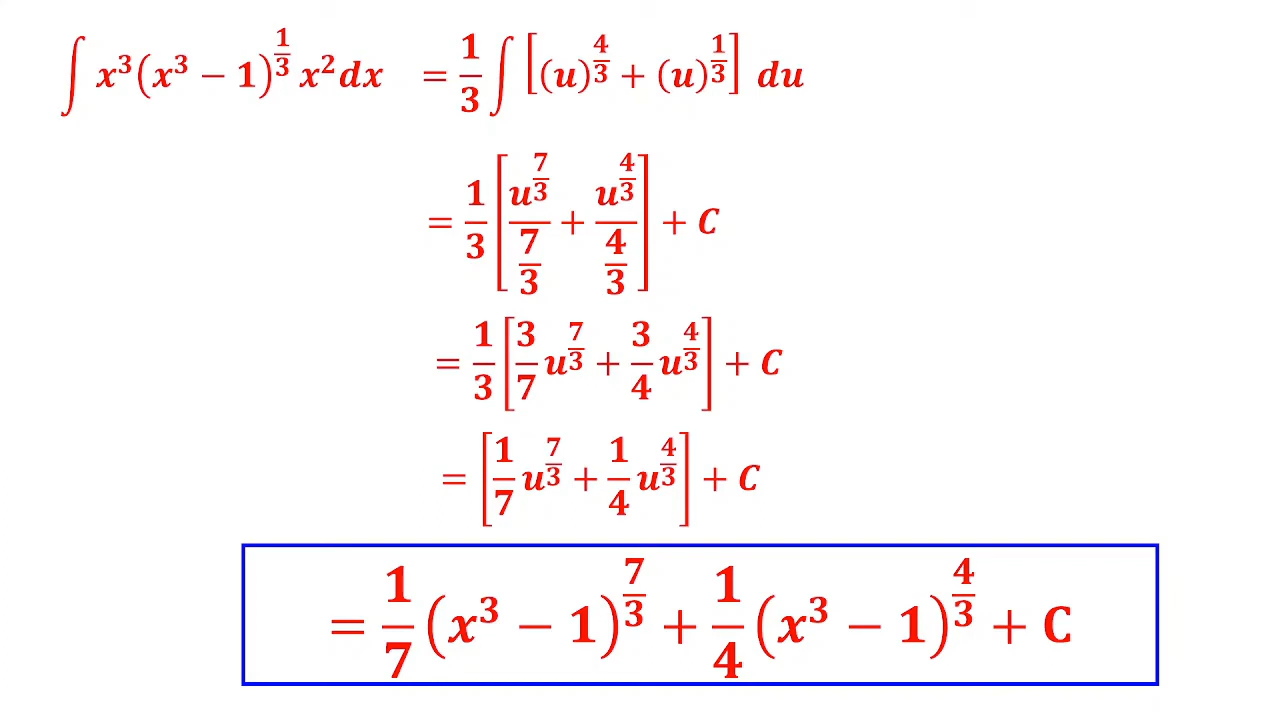 ∫ x³(x³ − 1)^(1/3) x²dx = 1/3 ∫ [(u)^(4/3) + (u)^(1/3)] du
= 1/3 [u^(7/3)/(7/3) + u^(4/3)/(4/3)] + C
= 1/3 [3/7 u^(7/3) + 3/4 u^(4/3)] + C
= [1/7 u^(7/3) + 1/4 u^(4/3)] + C
= 1/7 (x³ − 1)^(7/3) + 1/4 (x³ − 1)^(4/3) + C